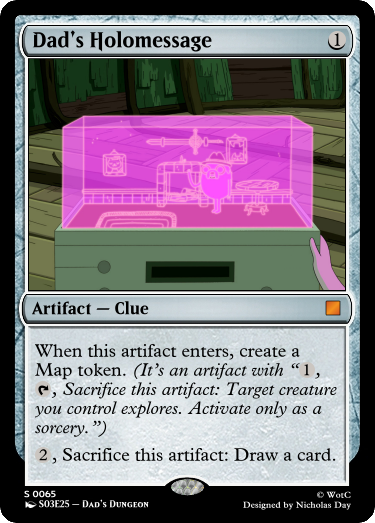 Dad's Holomessage 1
Artifact — Clue
When this artifact enters, create a
Map token. (It's an artifact with “1,
, Sacrifice this artifact: Target creature
you control explores. Activate only as a
sorcery.”)
2, Sacrifice this artifact: Draw a card.
S 0065
S03E25 — Dad's Dungeon
© WotC
Designed by Nicholas Day